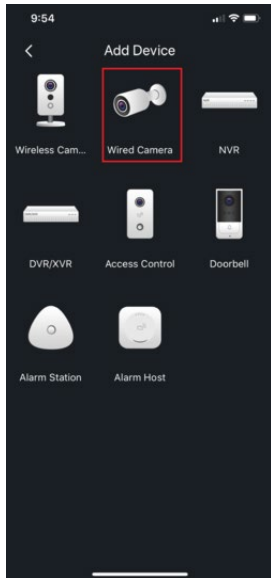 9:54
Add Device
Wireless Cam...
Wired Camera
NVR
DVR/XVR
Access Control
Doorbell
Alarm Station
Alarm Host